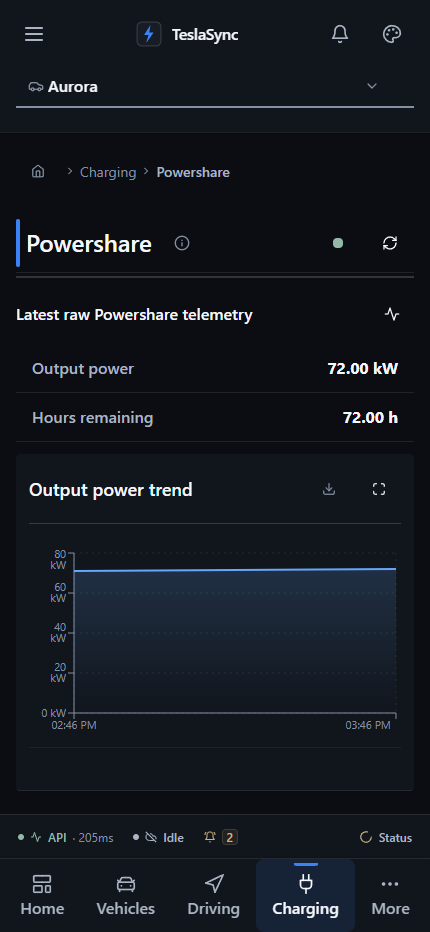 TeslaSync
Aurora
Charging
Powershare
Powershare
Latest raw Powershare telemetry
Output power
72.00 kW
Hours remaining
72.00 h
Output power trend
80
kW
60
kW
40
kW
20
kW
0 kW
02:46 PM
03:46 PM
API · 205ms
Idle
2
Status
Home
Vehicles
Driving
Charging
More